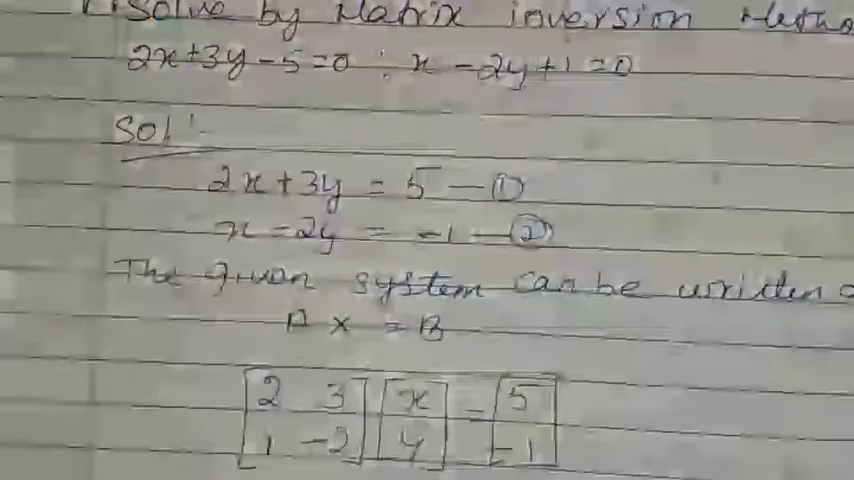 Solve by Matrix inversion
2x+3y-5=0 ; x-2y+1=0
Sol:
2x+3y = 5 — ①
x-2y = -1 — ②
The given system can be written
A X = B
[2 3] [x] = [5]
[1 -2] [y] [-1]